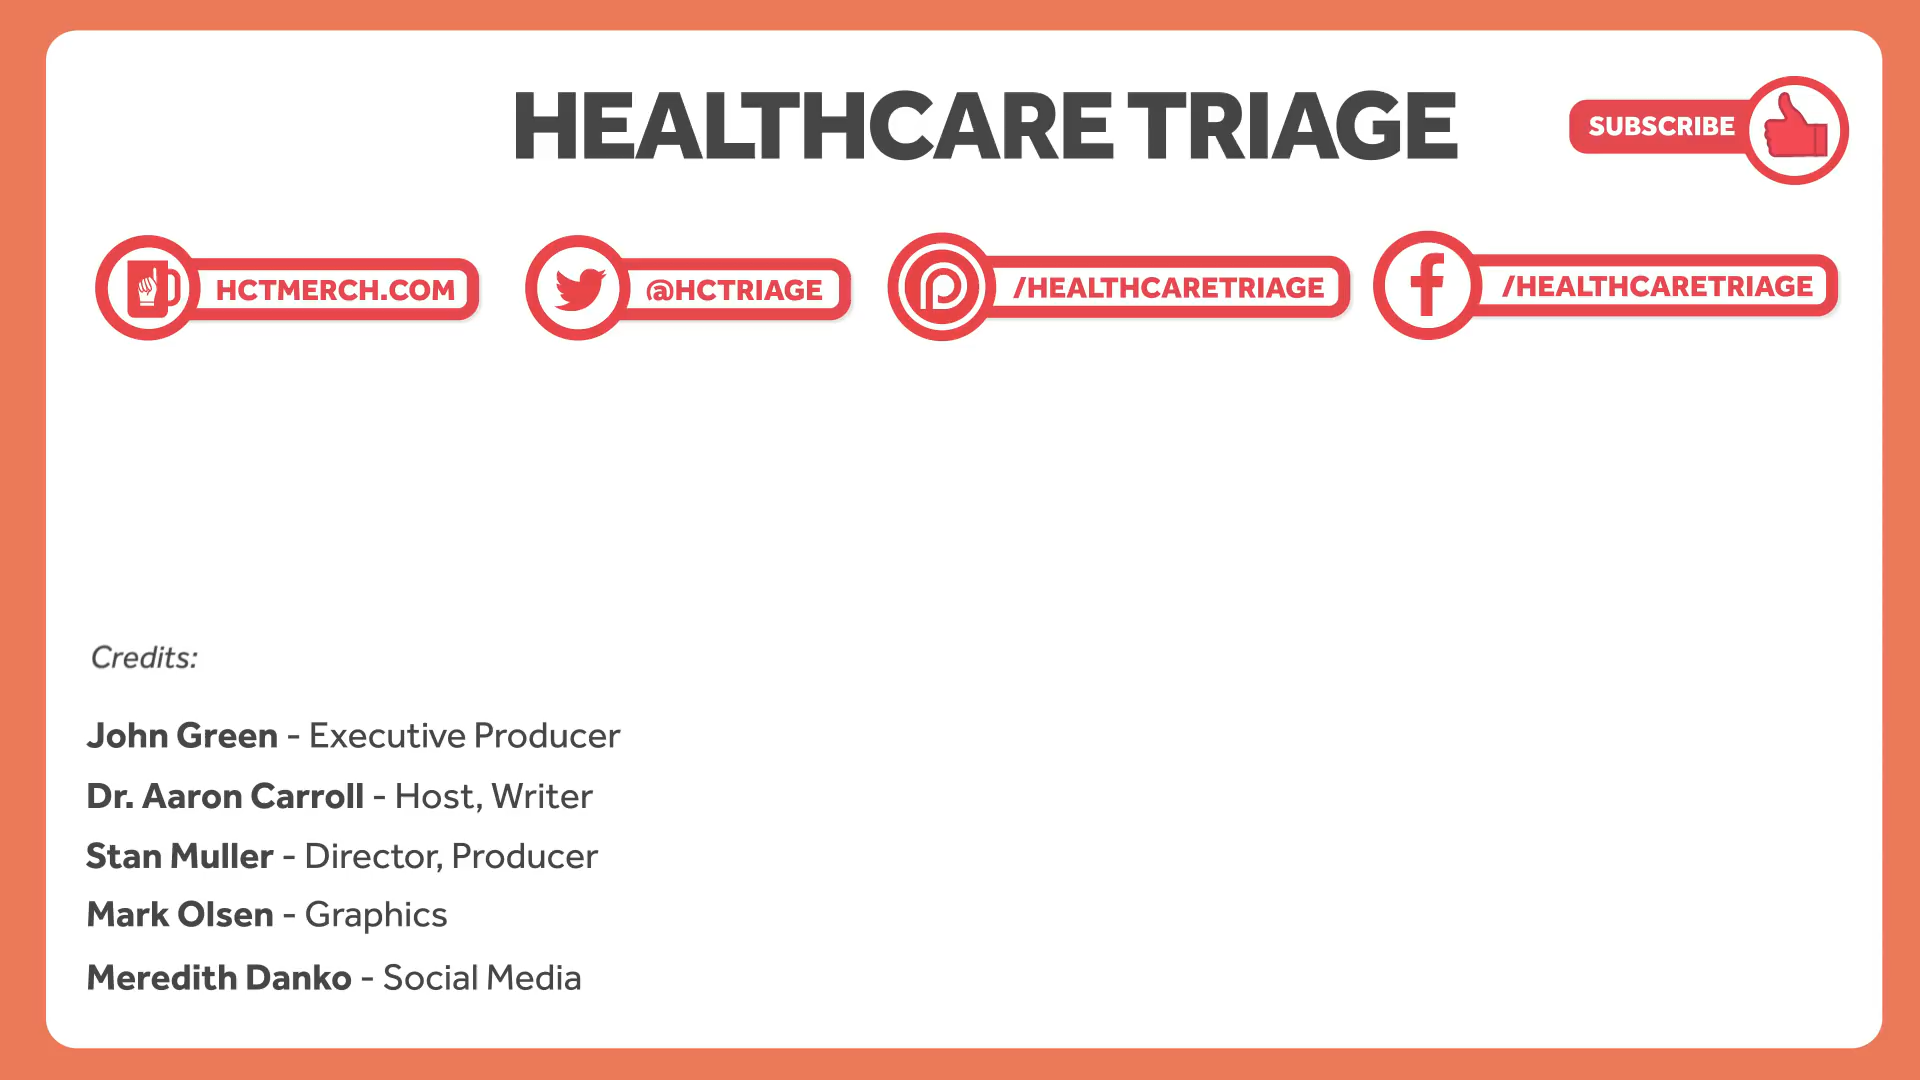 HEALTHCARE TRIAGE
SUBSCRIBE
HCTMERCH.COM
@HCTRIAGE
/HEALTHCARETRIAGE
/HEALTHCARETRIAGE
Credits:
John Green - Executive Producer
Dr. Aaron Carroll - Host, Writer
Stan Muller - Director, Producer
Mark Olsen - Graphics
Meredith Danko - Social Media